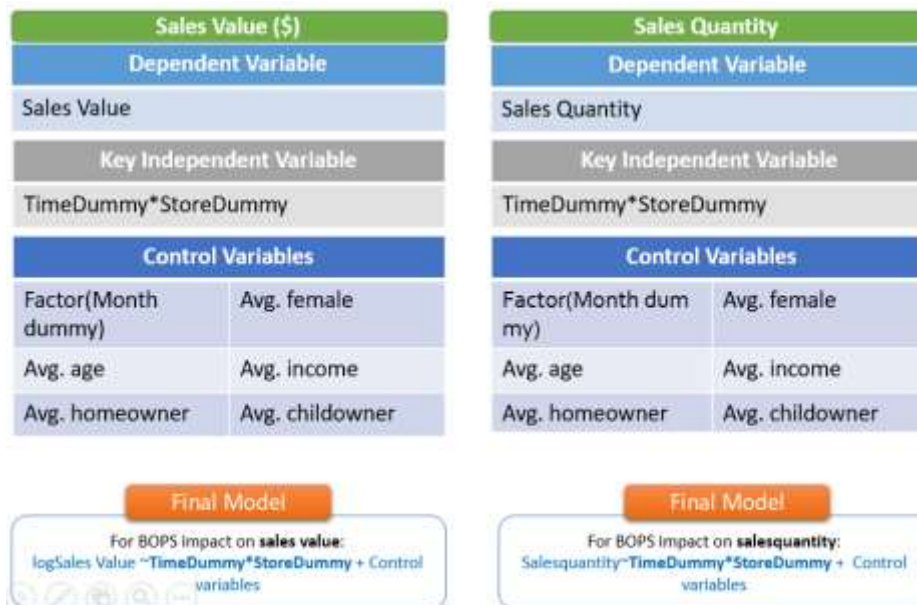 Sales Value ($)
Dependent Variable
Sales Value
Key Independent Variable
TimeDummy*StoreDummy
Control Variables
Factor(Month
dummy)
Avg. female
Avg. age
Avg. income
Avg. homeowner
Avg. childowner
Final Model
For BOPS Impact on sales value:
logSales Value ~TimeDummy*StoreDummy + Control
variables
Sales Quantity
Dependent Variable
Sales Quantity
Key Independent Variable
TimeDummy*StoreDummy
Control Variables
Factor(Month dum
my)
Avg. female
Avg. age
Avg. income
Avg. homeowner
Avg. childowner
Final Model
For BOPS Impact on salesquantity:
Salesquantity~TimeDummy*StoreDummy + Control
variables